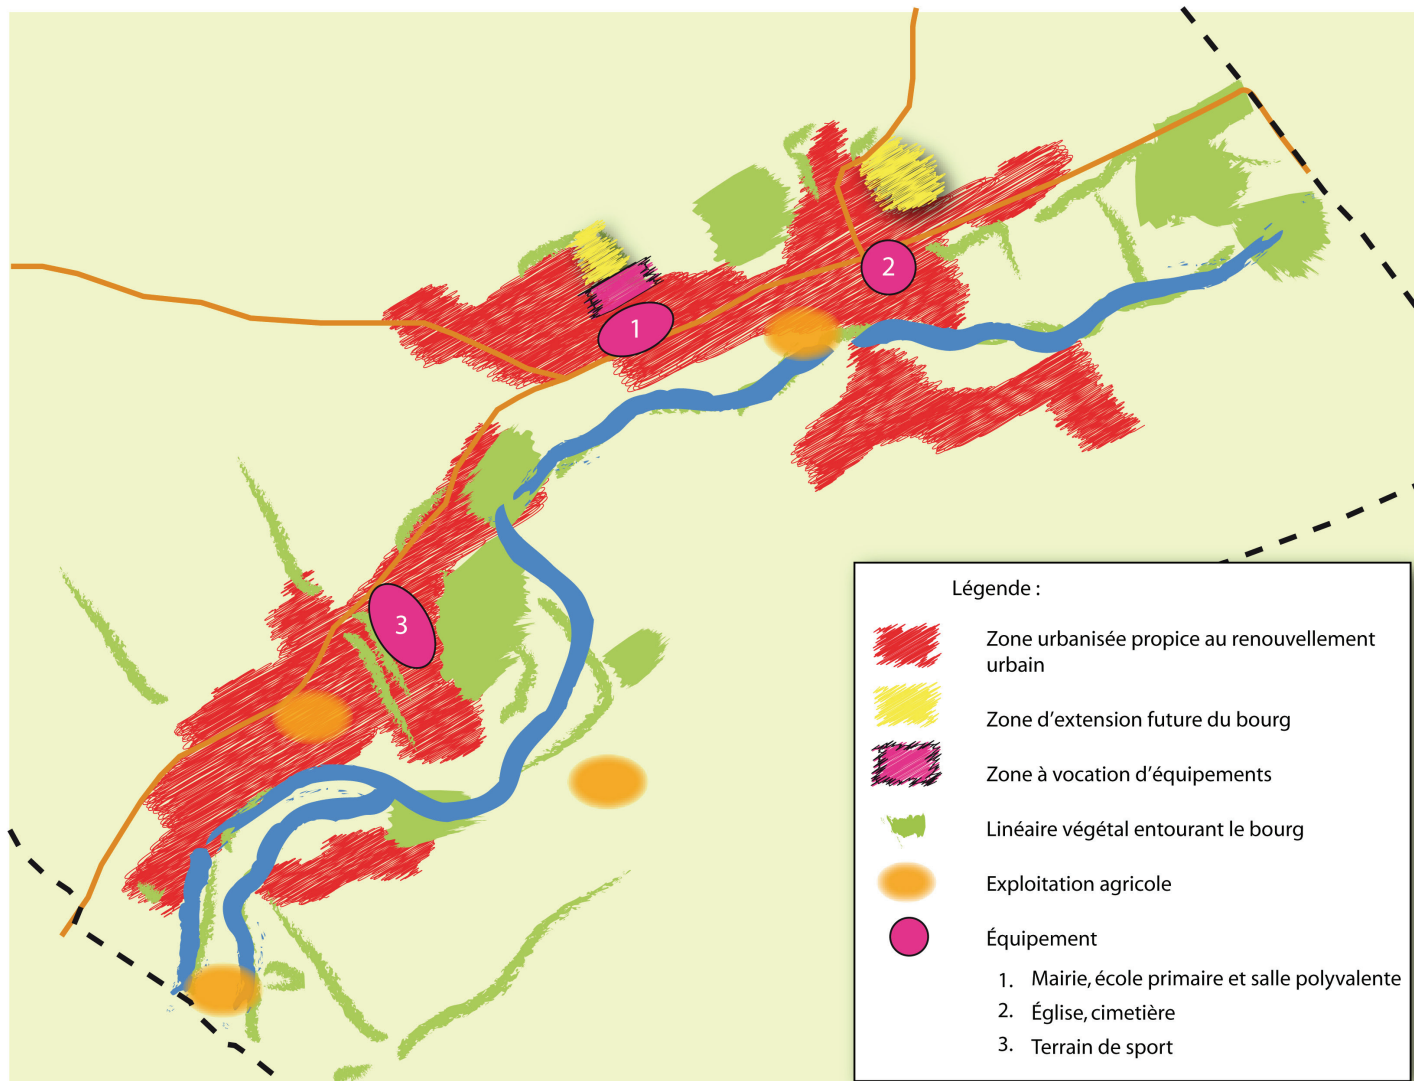 2
1
3
Légende :
Zone urbanisée propice au renouvellement
urbain
Zone d'extension future du bourg
Zone à vocation d'équipements
Linéaire végétal entourant le bourg
Exploitation agricole
Équipement
1. Mairie, école primaire et salle polyvalente
2. Église, cimetière
3. Terrain de sport